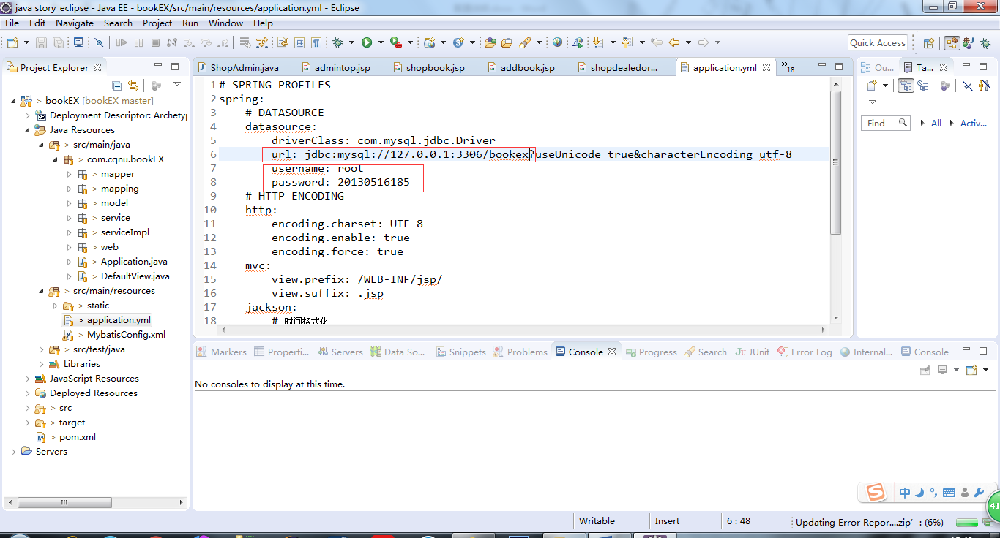 java story_eclipse - Java EE - bookEX/src/main/resources/application.yml - Eclipse
File Edit Navigate Search Project Run Window Help
Quick Access
Project Explorer
> bookEX [bookEX master]
Deployment Descriptor: Archety
Java Resources
> src/main/java
> com.cqnu.bookEX
> mapper
> mapping
> model
> service
> serviceImpl
> web
> Application.java
> DefaultView.java
> src/main/resources
> static
> application.yml
> MybatisConfig.xml
> src/test/java
Libraries
JavaScript Resources
Deployed Resources
> src
> target
> pom.xml
Servers
ShopAdmin.java admintop.jsp shopbook.jsp addbook.jsp shopdealedor... application.yml »18
1 # SPRING PROFILES
2 spring:
3 # DATASOURCE
4 datasource:
5 driverClass: com.mysql.jdbc.Driver
6 url: jdbc:mysql://127.0.0.1:3306/bookex?useUnicode=true&characterEncoding=utf-8
7 username: root
8 password: 20130516185
9 # HTTP ENCODING
10 http:
11 encoding.charset: UTF-8
12 encoding.enable: true
13 encoding.force: true
14 mvc:
15 view.prefix: /WEB-INF/jsp/
16 view.suffix: .jsp
17 jackson:
18 # 时间格式化
Ou... Ta...
Find All Activ...
Markers Properti... Servers Data So... Snippets Problems Console Progress Search JUnit Error Log Internal... Console
No consoles to display at this time.
S 中
41
Writable Insert 6 : 48 Updating Error Repor....zip' : (6%)